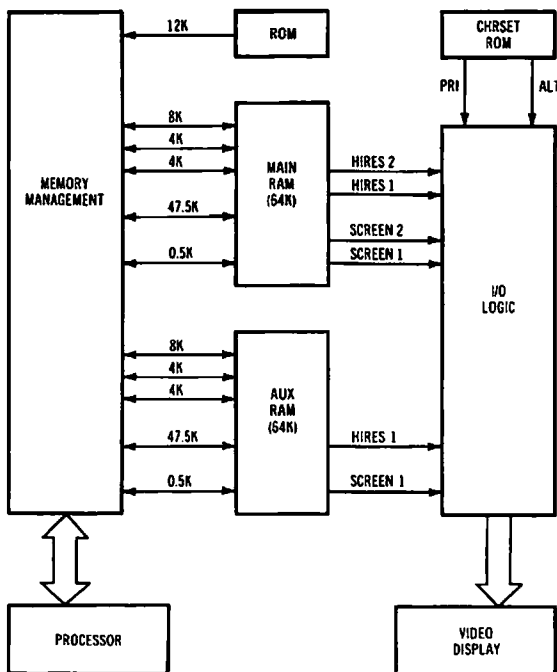 12K
ROM
CHRSET
ROM
PRI
ALT
8K
4K
4K
47.5K
0.5K
MEMORY
MANAGEMENT
MAIN
RAM
(64K)
HIRES 2
HIRES 1
SCREEN 2
SCREEN 1
I/O
LOGIC
8K
4K
4K
47.5K
0.5K
AUX
RAM
(64K)
HIRES 1
SCREEN 1
PROCESSOR
VIDEO
DISPLAY